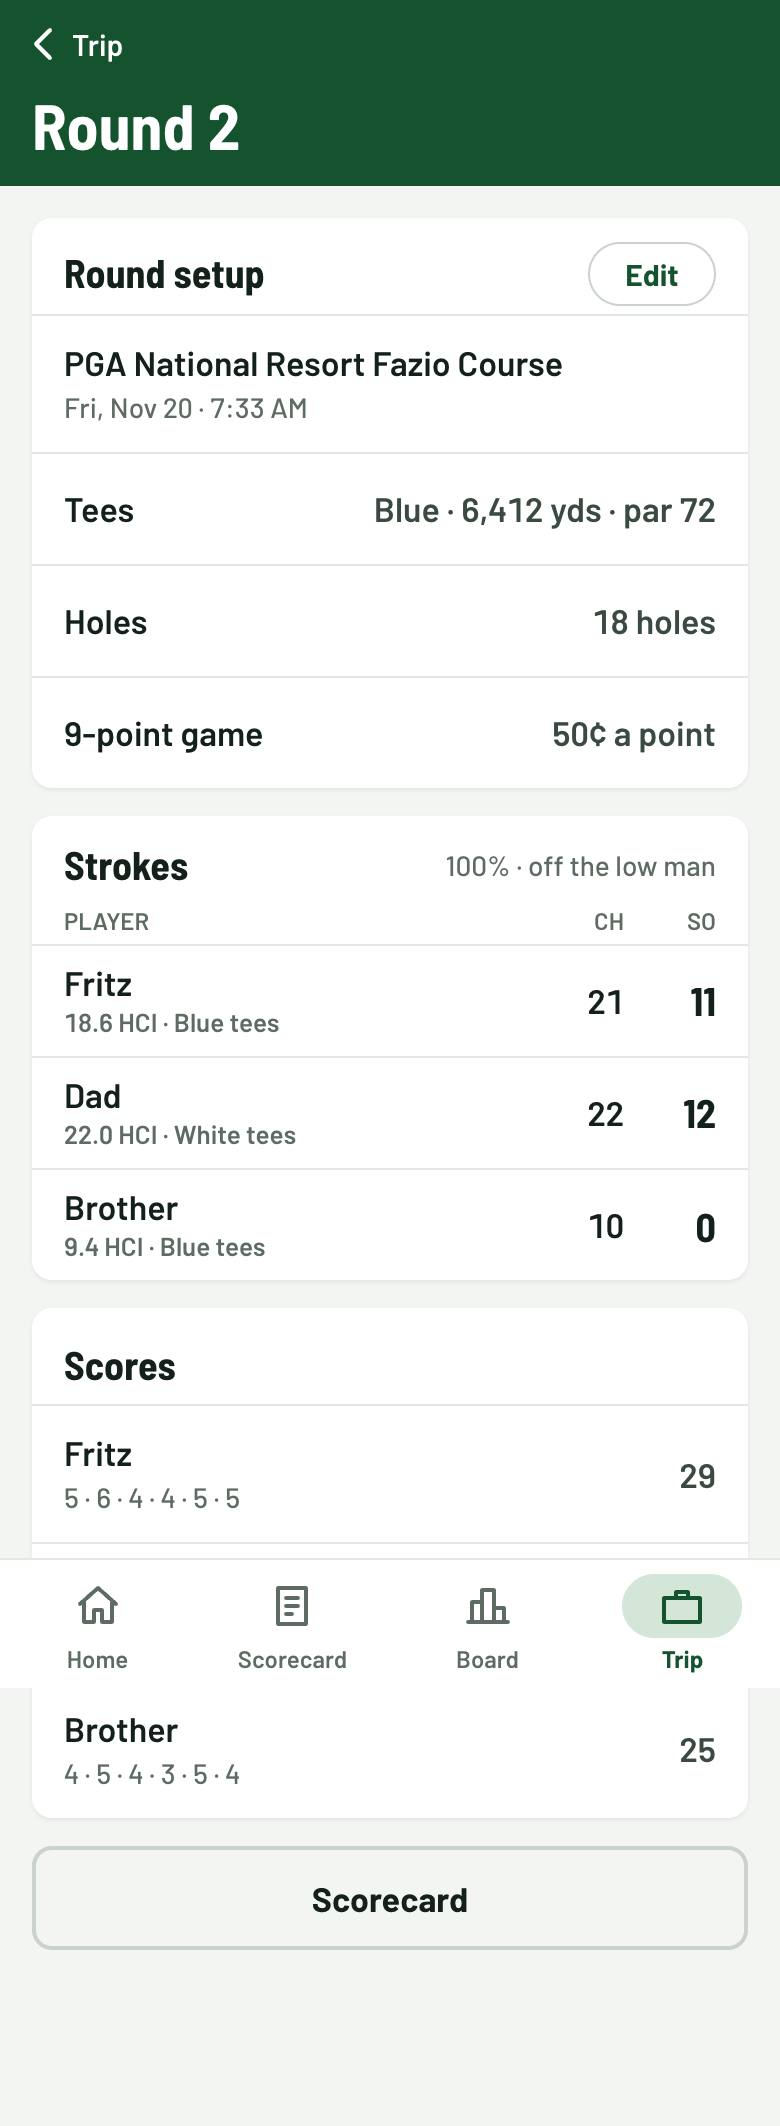 Trip
Round 2
Round setup
Edit
PGA National Resort Fazio Course
Fri, Nov 20 · 7:33 AM
Tees
Blue · 6,412 yds · par 72
Holes
18 holes
9-point game
50¢ a point
Strokes
100% · off the low man
PLAYER CH SO
Fritz
18.6 HCI · Blue tees
21 11
Dad
22.0 HCI · White tees
22 12
Brother
9.4 HCI · Blue tees
10 0
Scores
Fritz
5 · 6 · 4 · 4 · 5 · 5
29
Home Scorecard Board Trip
Brother
4 · 5 · 4 · 3 · 5 · 4
25
Scorecard